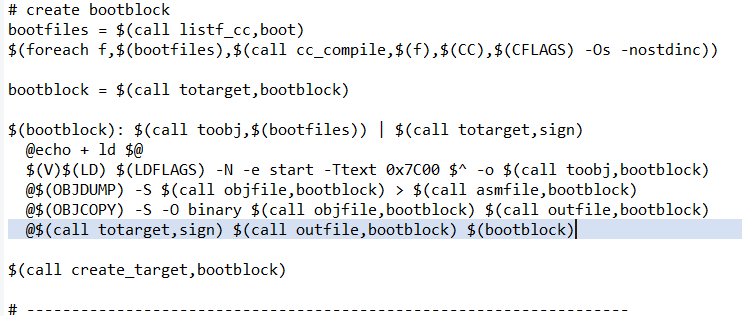 # create bootblock
bootfiles = $(call listf_cc,boot)
$(foreach f,$(bootfiles),$(call cc_compile,$(f),$(CC),$(CFLAGS) -Os -nostdinc))
bootblock = $(call totarget,bootblock)
$(bootblock): $(call toobj,$(bootfiles)) | $(call totarget,sign)
@echo + ld $@
$(V)$(LD) $(LDFLAGS) -N -e start -Ttext 0x7C00 $^ -o $(call toobj,bootblock)
@$(OBJDUMP) -S $(call objfile,bootblock) > $(call asmfile,bootblock)
@$(OBJCOPY) -S -O binary $(call objfile,bootblock) $(call outfile,bootblock)
@$(call totarget,sign) $(call outfile,bootblock) $(bootblock)
$(call create_target,bootblock)
# -------------------------------------------------------------------